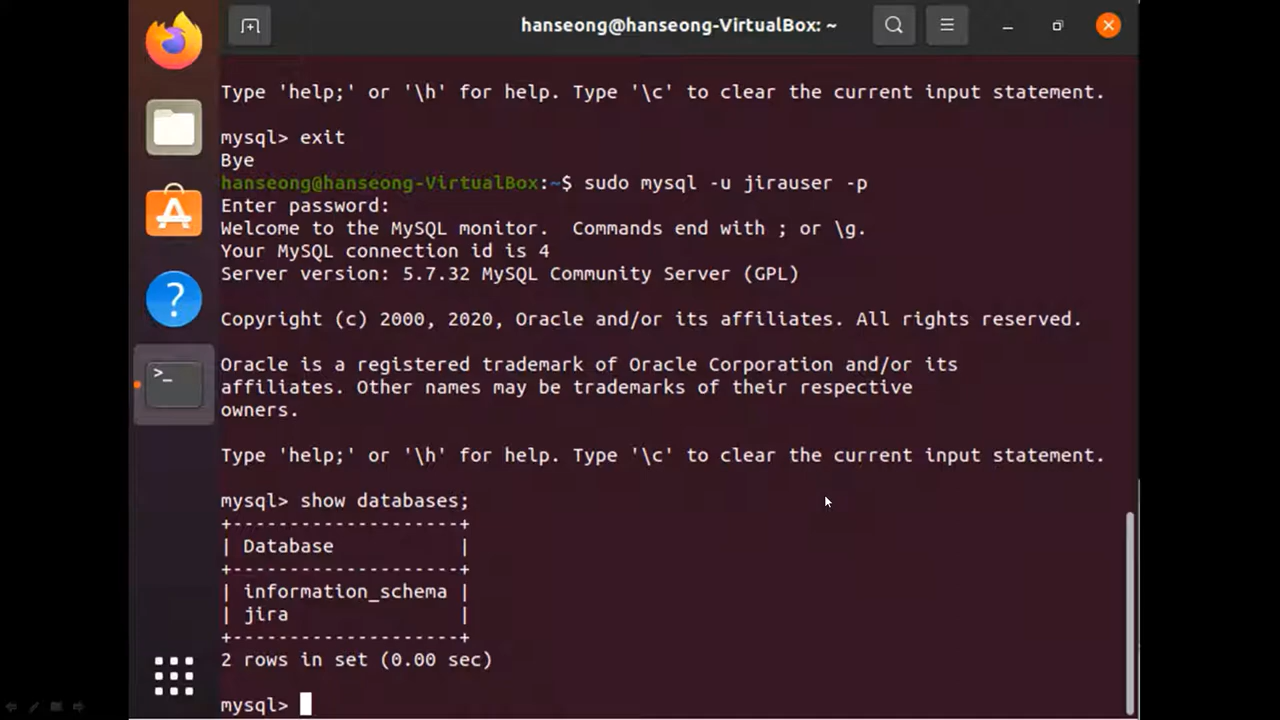 hanseong@hanseong-VirtualBox: ~
Type 'help;' or '\h' for help. Type '\c' to clear the current input statement.
mysql> exit
Bye
hanseong@hanseong-VirtualBox:~$ sudo mysql -u jirauser -p
Enter password:
Welcome to the MySQL monitor.  Commands end with ; or \g.
Your MySQL connection id is 4
Server version: 5.7.32 MySQL Community Server (GPL)
Copyright (c) 2000, 2020, Oracle and/or its affiliates. All rights reserved.
Oracle is a registered trademark of Oracle Corporation and/or its
affiliates. Other names may be trademarks of their respective
owners.
Type 'help;' or '\h' for help. Type '\c' to clear the current input statement.
mysql> show databases;
+--------------------+
| Database           |
+--------------------+
| information_schema |
| jira               |
+--------------------+
2 rows in set (0.00 sec)
mysql>